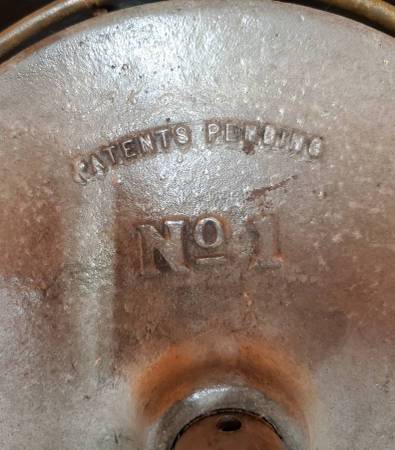 PATENTS PENDING
No 1